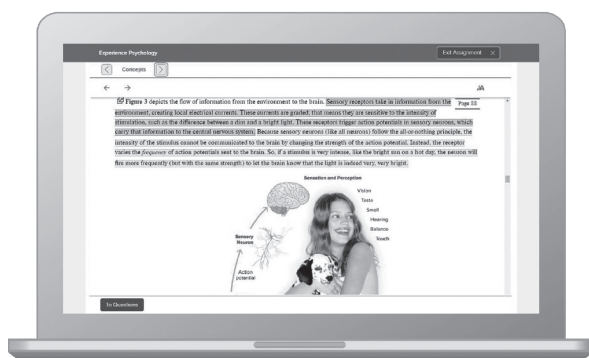 Experience Psychology
Exit Assignment ×
Concepts
Figure 3 depicts the flow of information from the environment to the brain. Sensory receptors take in information from the
Page 88
environment, creating local electrical currents. These currents are graded; that means they are sensitive to the intensity of
stimulation, such as the difference between a dim and a bright light. These receptors trigger action potentials in sensory neurons, which
carry that information to the central nervous system. Because sensory neurons (like all neurons) follow the all-or-nothing principle, the
intensity of the stimulus cannot be communicated to the brain by changing the strength of the action potential. Instead, the receptor
varies the frequency of action potentials sent to the brain. So, if a stimulus is very intense, like the bright sun on a hot day, the neuron will
fire more frequently (but with the same strength) to let the brain know that the light is indeed very, very bright.
Sensation and Perception
Vision
Taste
Smell
Hearing
Balance
Touch
Sensory
Neurons
Action
potential
To Questions